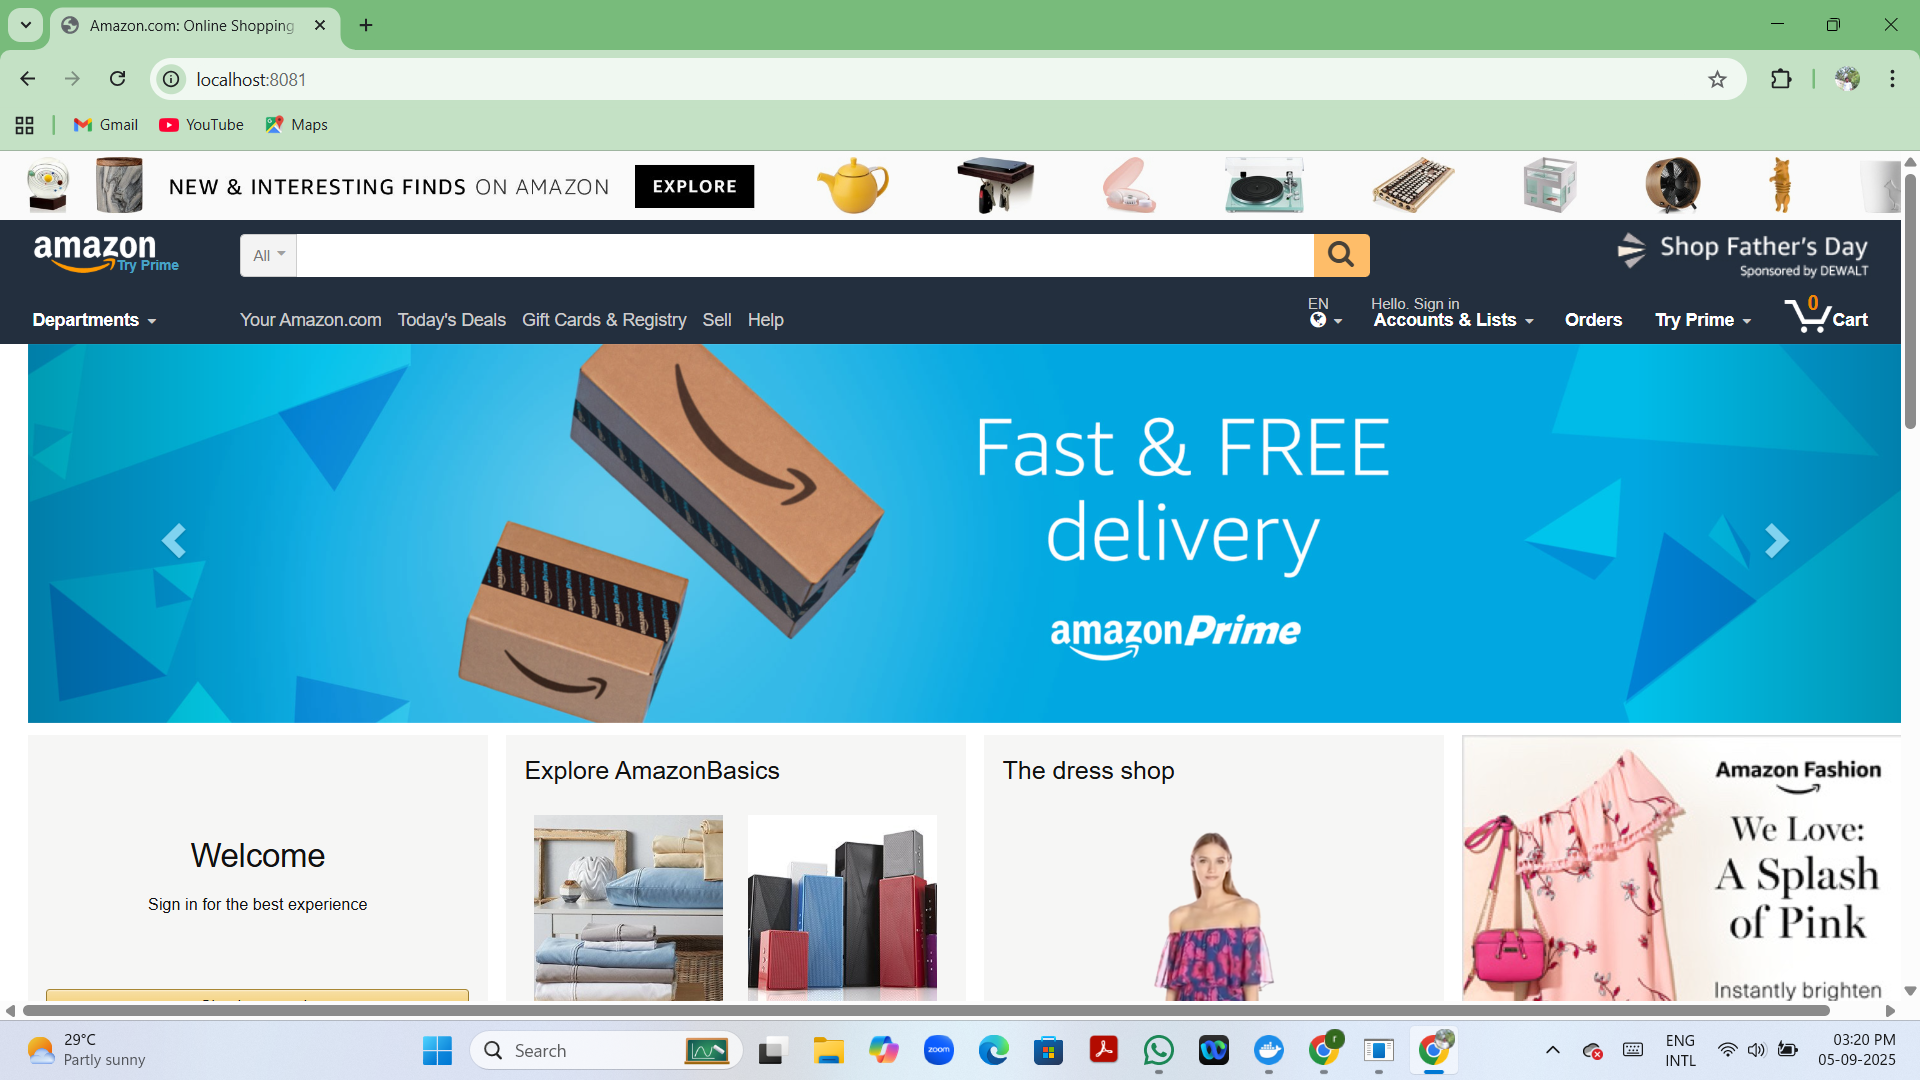 Amazon.com: Online Shopping
localhost:8081
Gmail
YouTube
Maps
NEW & INTERESTING FINDS ON AMAZON
EXPLORE
amazon
Try Prime
All
Shop Father's Day
Sponsored by DEWALT
Departments
Your Amazon.com
Today's Deals
Gift Cards & Registry
Sell
Help
EN
Hello. Sign in
Accounts & Lists
Orders
Try Prime
0
Cart
Fast & FREE
delivery
amazonPrime
Welcome
Sign in for the best experience
Explore AmazonBasics
The dress shop
Amazon Fashion
We Love:
A Splash
of Pink
Instantly brighten
29°C
Partly sunny
Search
zoom
r
ENG
INTL
03:20 PM
05-09-2025